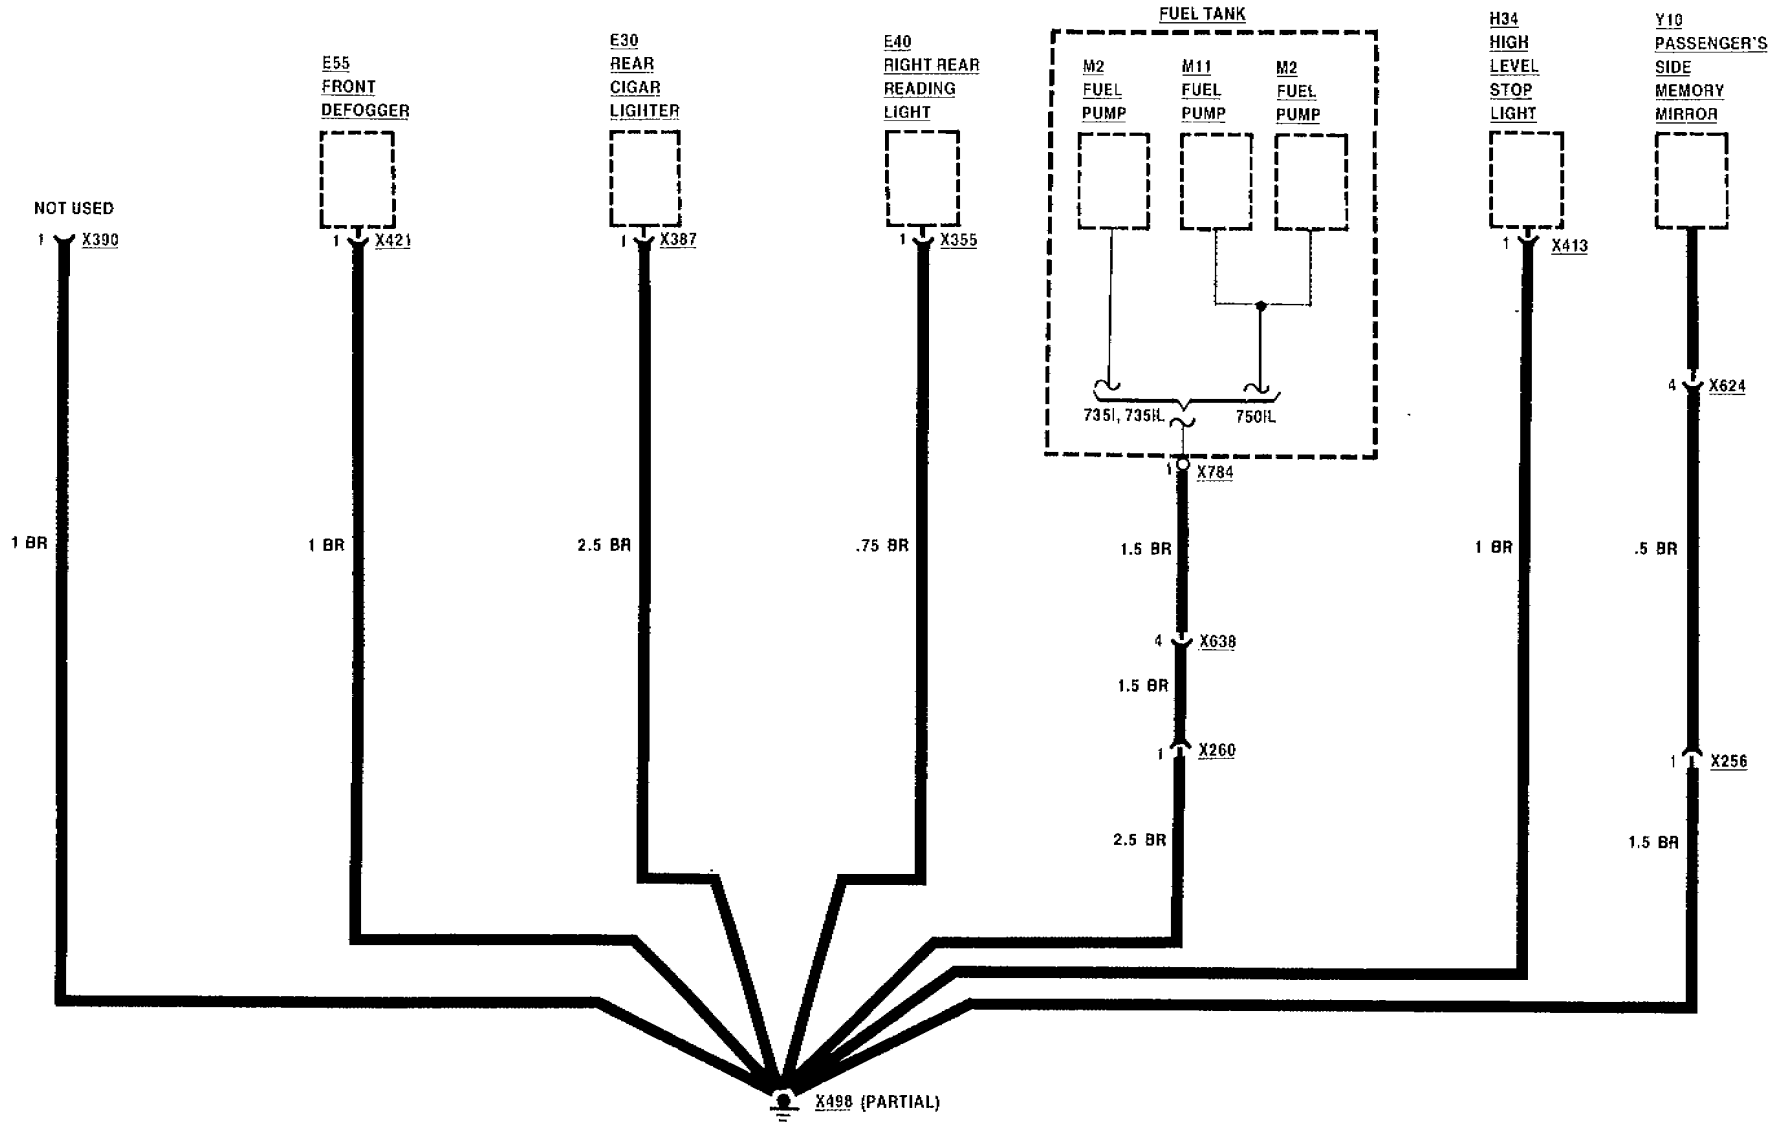 FUEL TANK
E55
FRONT
DEFOGGER
E30
REAR
CIGAR
LIGHTER
E40
RIGHT REAR
READING
LIGHT
M2
FUEL
PUMP
M11
FUEL
PUMP
M2
FUEL
PUMP
H34
HIGH
LEVEL
STOP
LIGHT
Y10
PASSENGER'S
SIDE
MEMORY
MIRROR
NOT USED
1 X390
1 X421
1 X387
1 X355
1 X413
4 X624
735I, 735IL
750IL
1 X784
1 BR
1 BR
2.5 BR
.75 BR
1.5 BR
1 BR
.5 BR
4 X638
1.5 BR
1 X260
1 X256
2.5 BR
1.5 BR
X498 (PARTIAL)